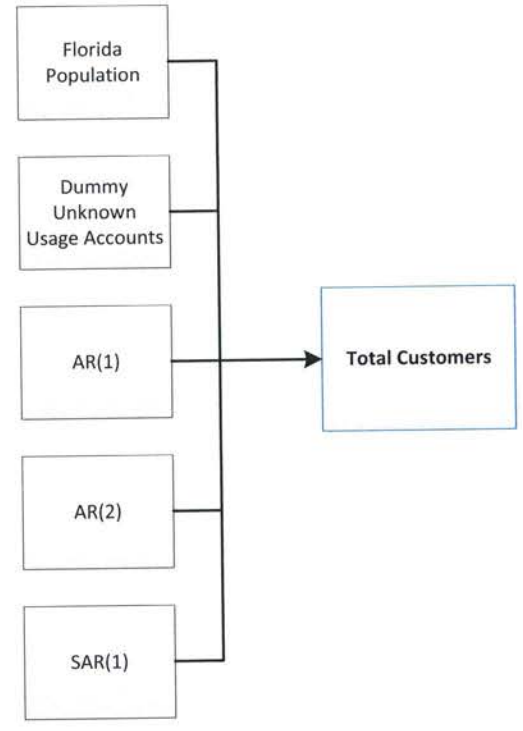 Florida
Population
Dummy
Unknown
Usage Accounts
AR(1)
Total Customers
AR(2)
SAR(1)